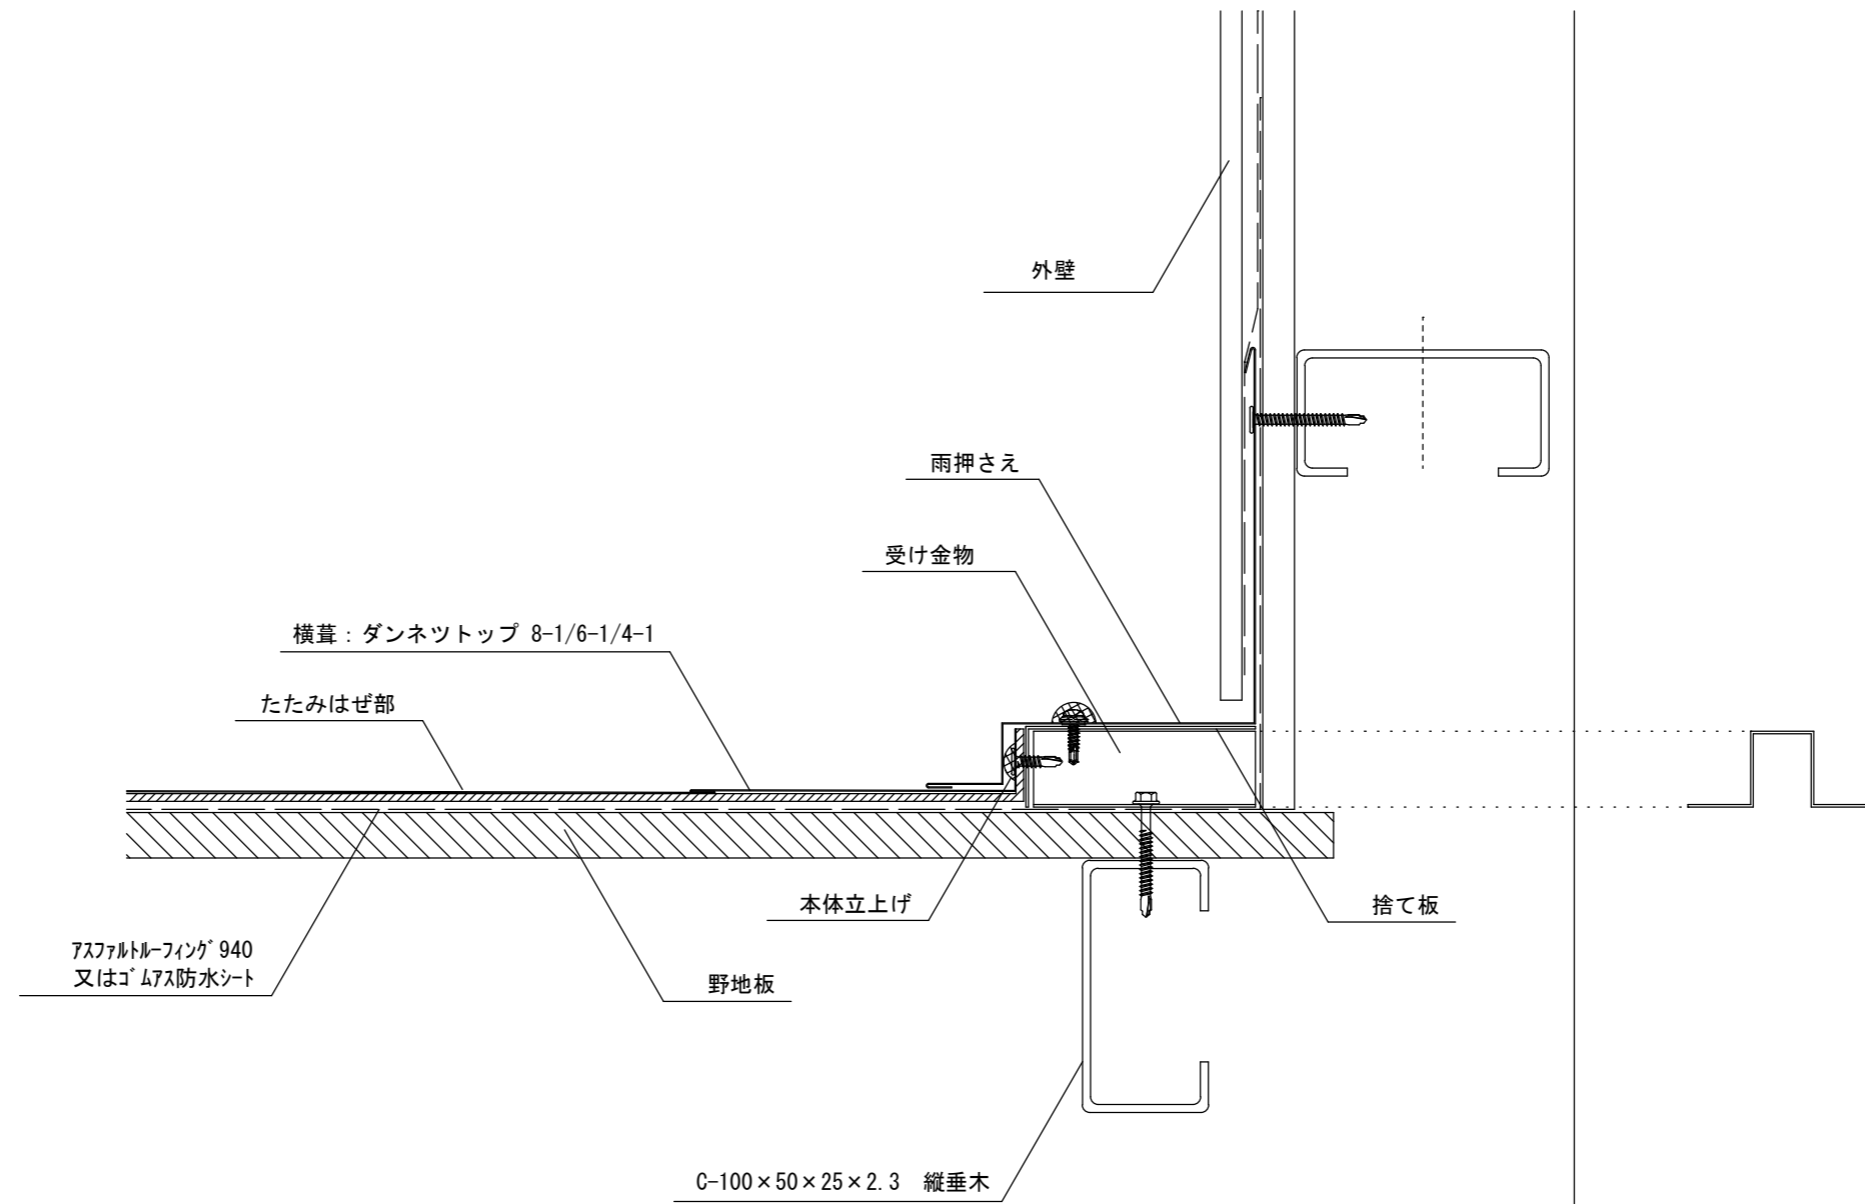 外壁
雨押さえ
受け金物
横葺：ダンネツトップ 8-1/6-1/4-1
たたみはぜ部
本体立上げ
捨て板
ｱｽﾌｧﾙﾄﾙｰﾌｨﾝｸﾞ940
又はｺﾞﾑｱｽ防水ｼｰﾄ
野地板
C-100×50×25×2.3　縦垂木